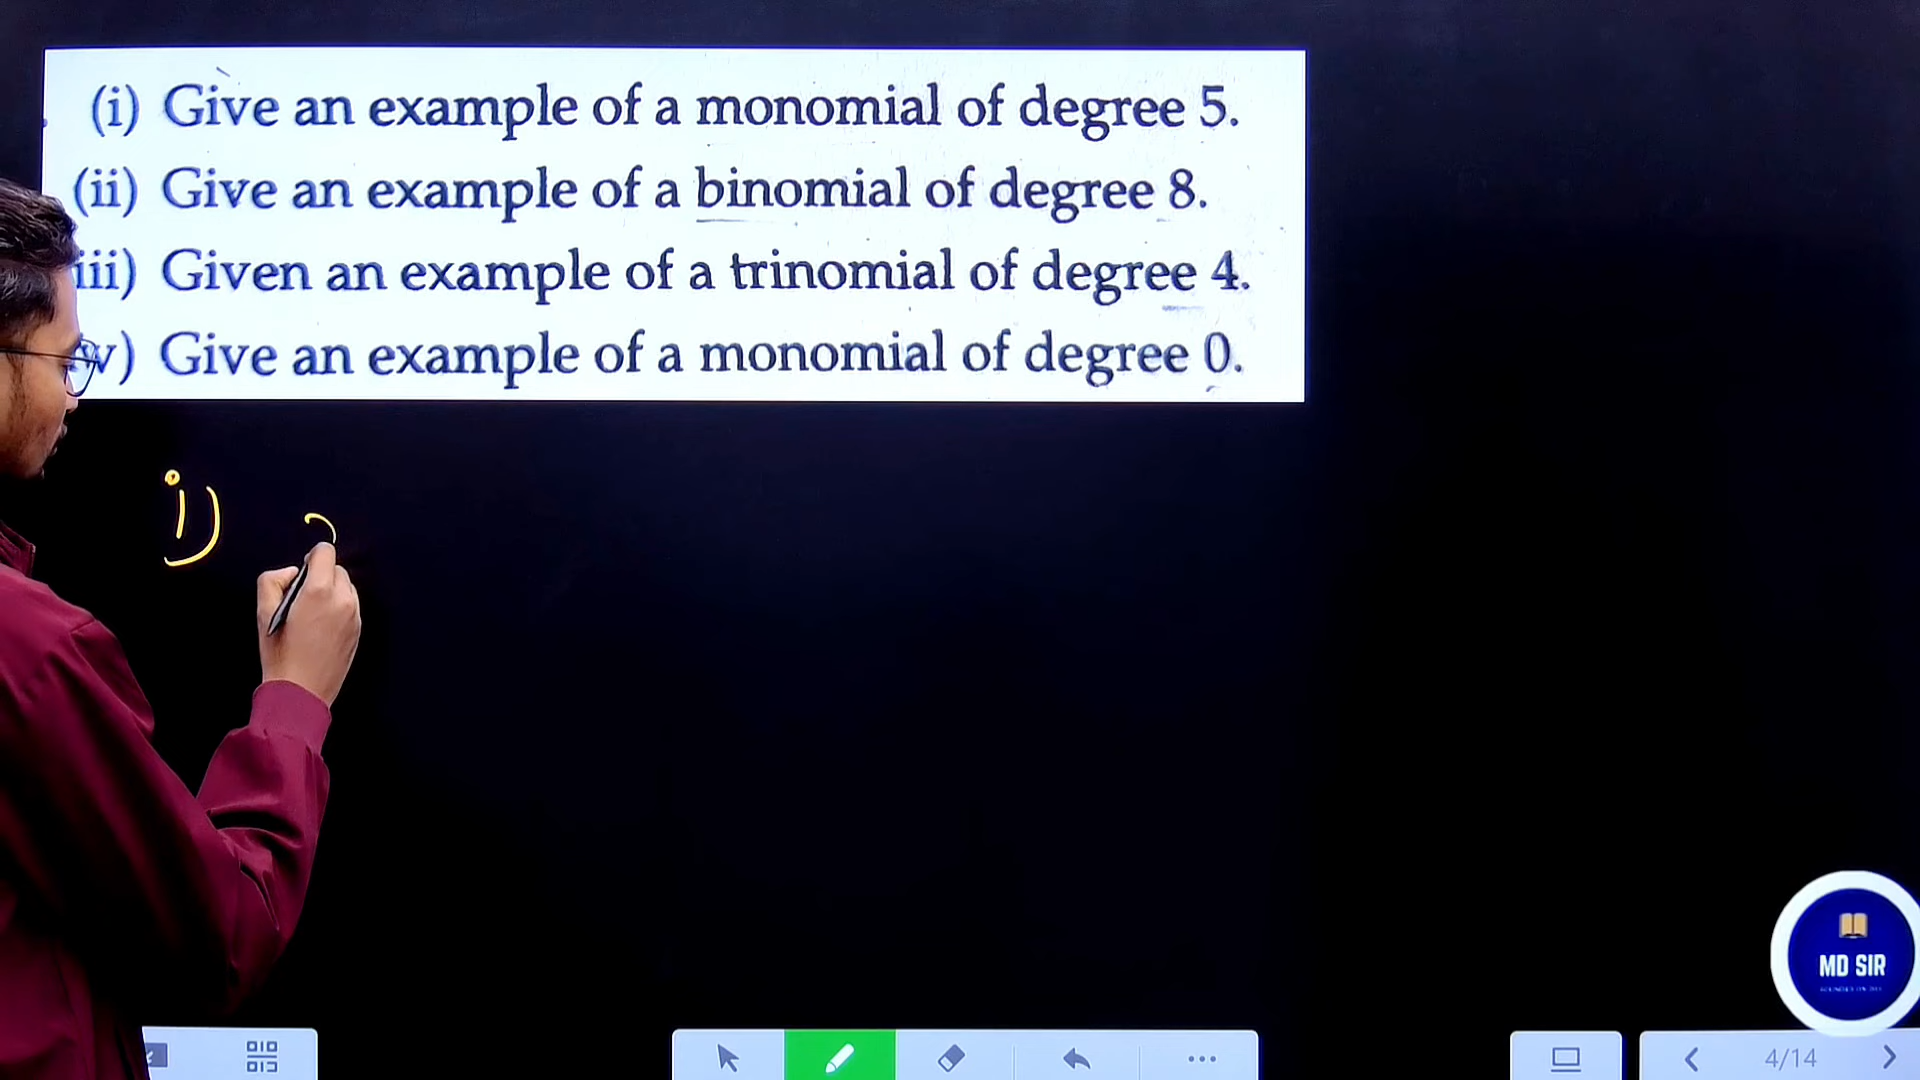 (i) Give an example of a monomial of degree 5.
(ii) Give an example of a binomial of degree 8.
iii) Given an example of a trinomial of degree 4.
v) Give an example of a monomial of degree 0.
i)
MD SIR
4/14